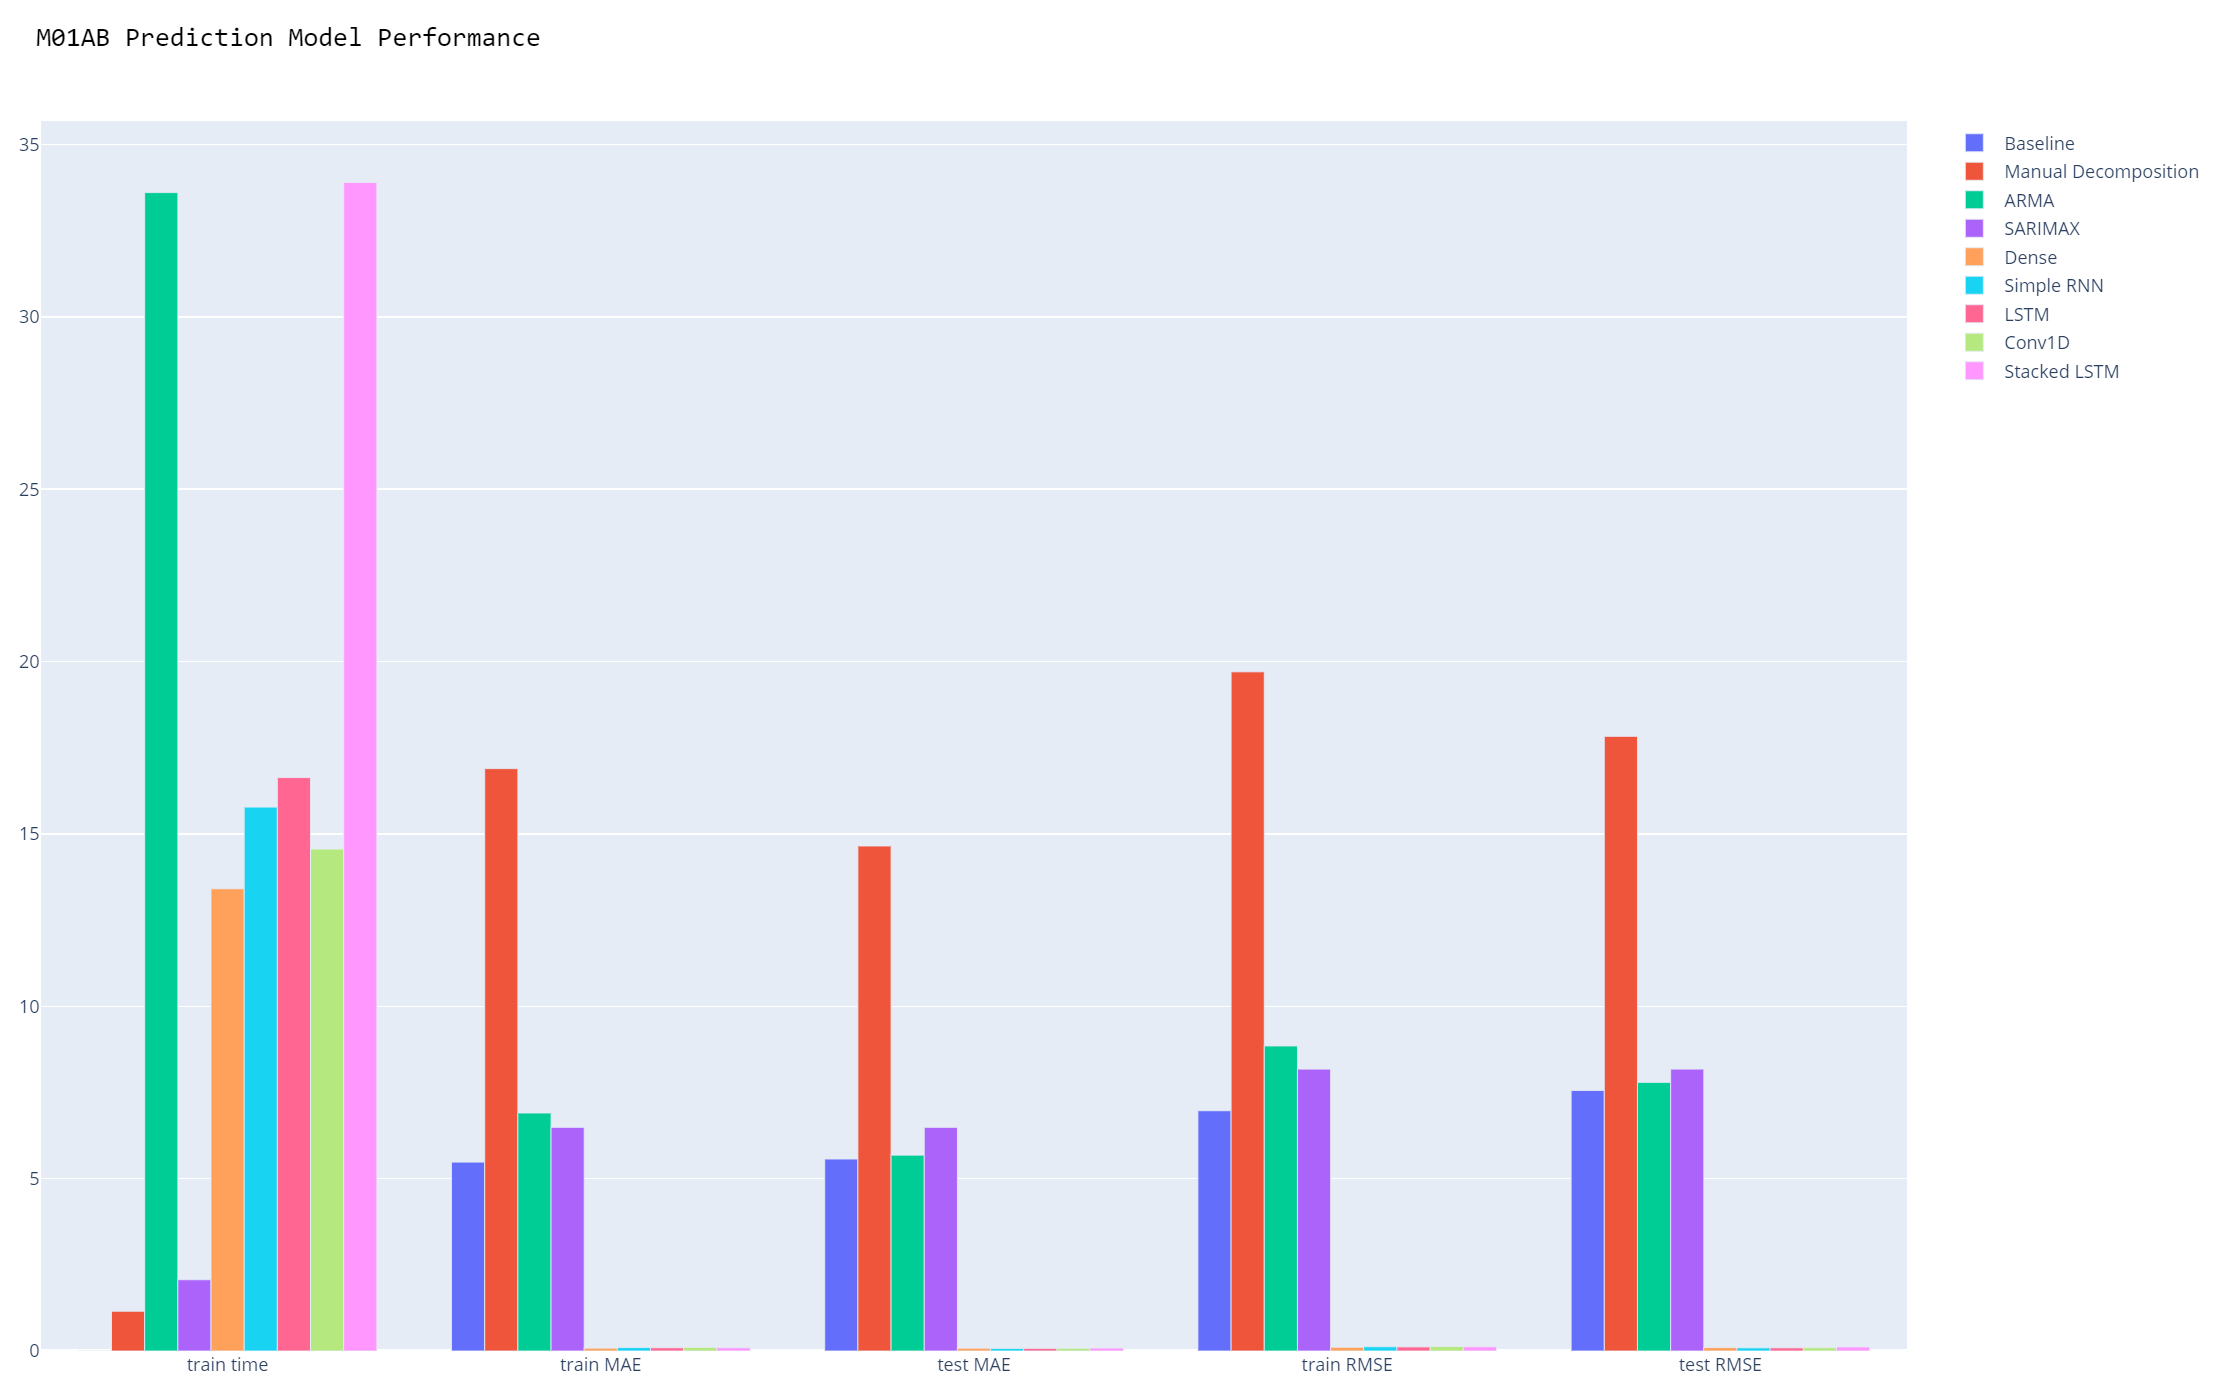 M01AB Prediction Model Performance
35
30
25
20
15
10
5
0
train time
train MAE
test MAE
train RMSE
test RMSE
Baseline
Manual Decomposition
ARMA
SARIMAX
Dense
Simple RNN
LSTM
Conv1D
Stacked LSTM